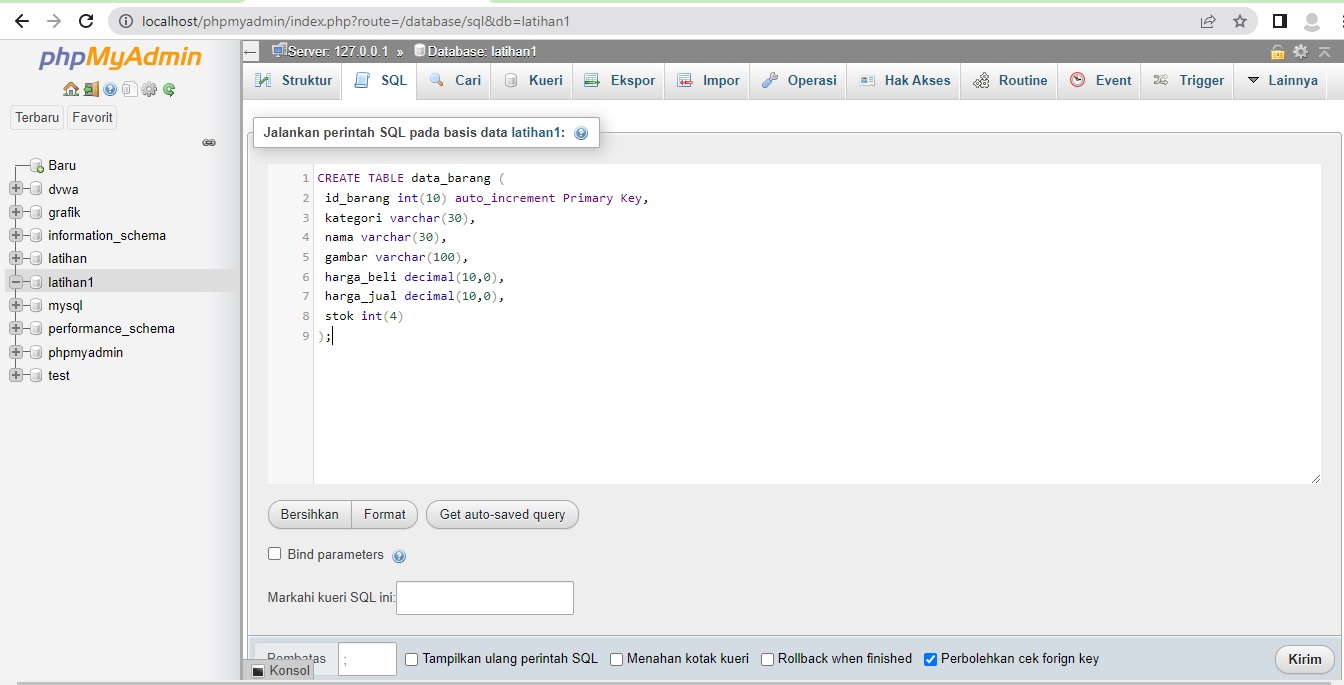 localhost/phpmyadmin/index.php?route=/database/sql&db=latihan1
phpMyAdmin
Terbaru Favorit
Baru
dvwa
grafik
information_schema
latihan
latihan1
mysql
performance_schema
phpmyadmin
test
Server: 127.0.0.1 » Database: latihan1
Struktur SQL Cari Kueri Ekspor Impor Operasi Hak Akses Routine Event Trigger Lainnya
Jalankan perintah SQL pada basis data latihan1:
1 CREATE TABLE data_barang (
2 id_barang int(10) auto_increment Primary Key,
3 kategori varchar(30),
4 nama varchar(30),
5 gambar varchar(100),
6 harga_beli decimal(10,0),
7 harga_jual decimal(10,0),
8 stok int(4)
9 );
Bersihkan Format Get auto-saved query
Bind parameters
Markahi kueri SQL ini:
Pembatas ; Tampilkan ulang perintah SQL Menahan kotak kueri Rollback when finished Perbolehkan cek forign key Kirim
Konsol